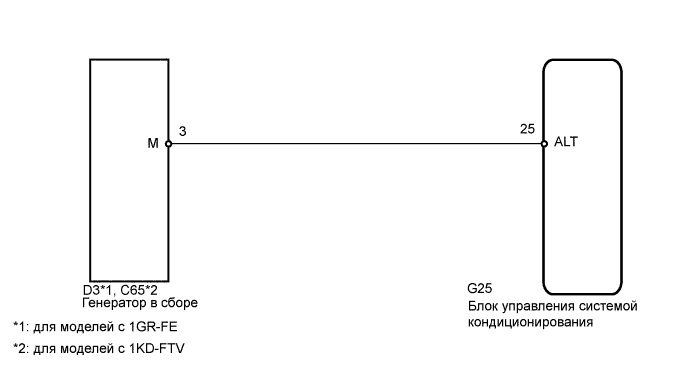 3
25
M
ALT
D3*1, C65*2
Генератор в сборе
G25
Блок управления системой
кондиционирования
*1: для моделей с 1GR-FE
*2: для моделей с 1KD-FTV